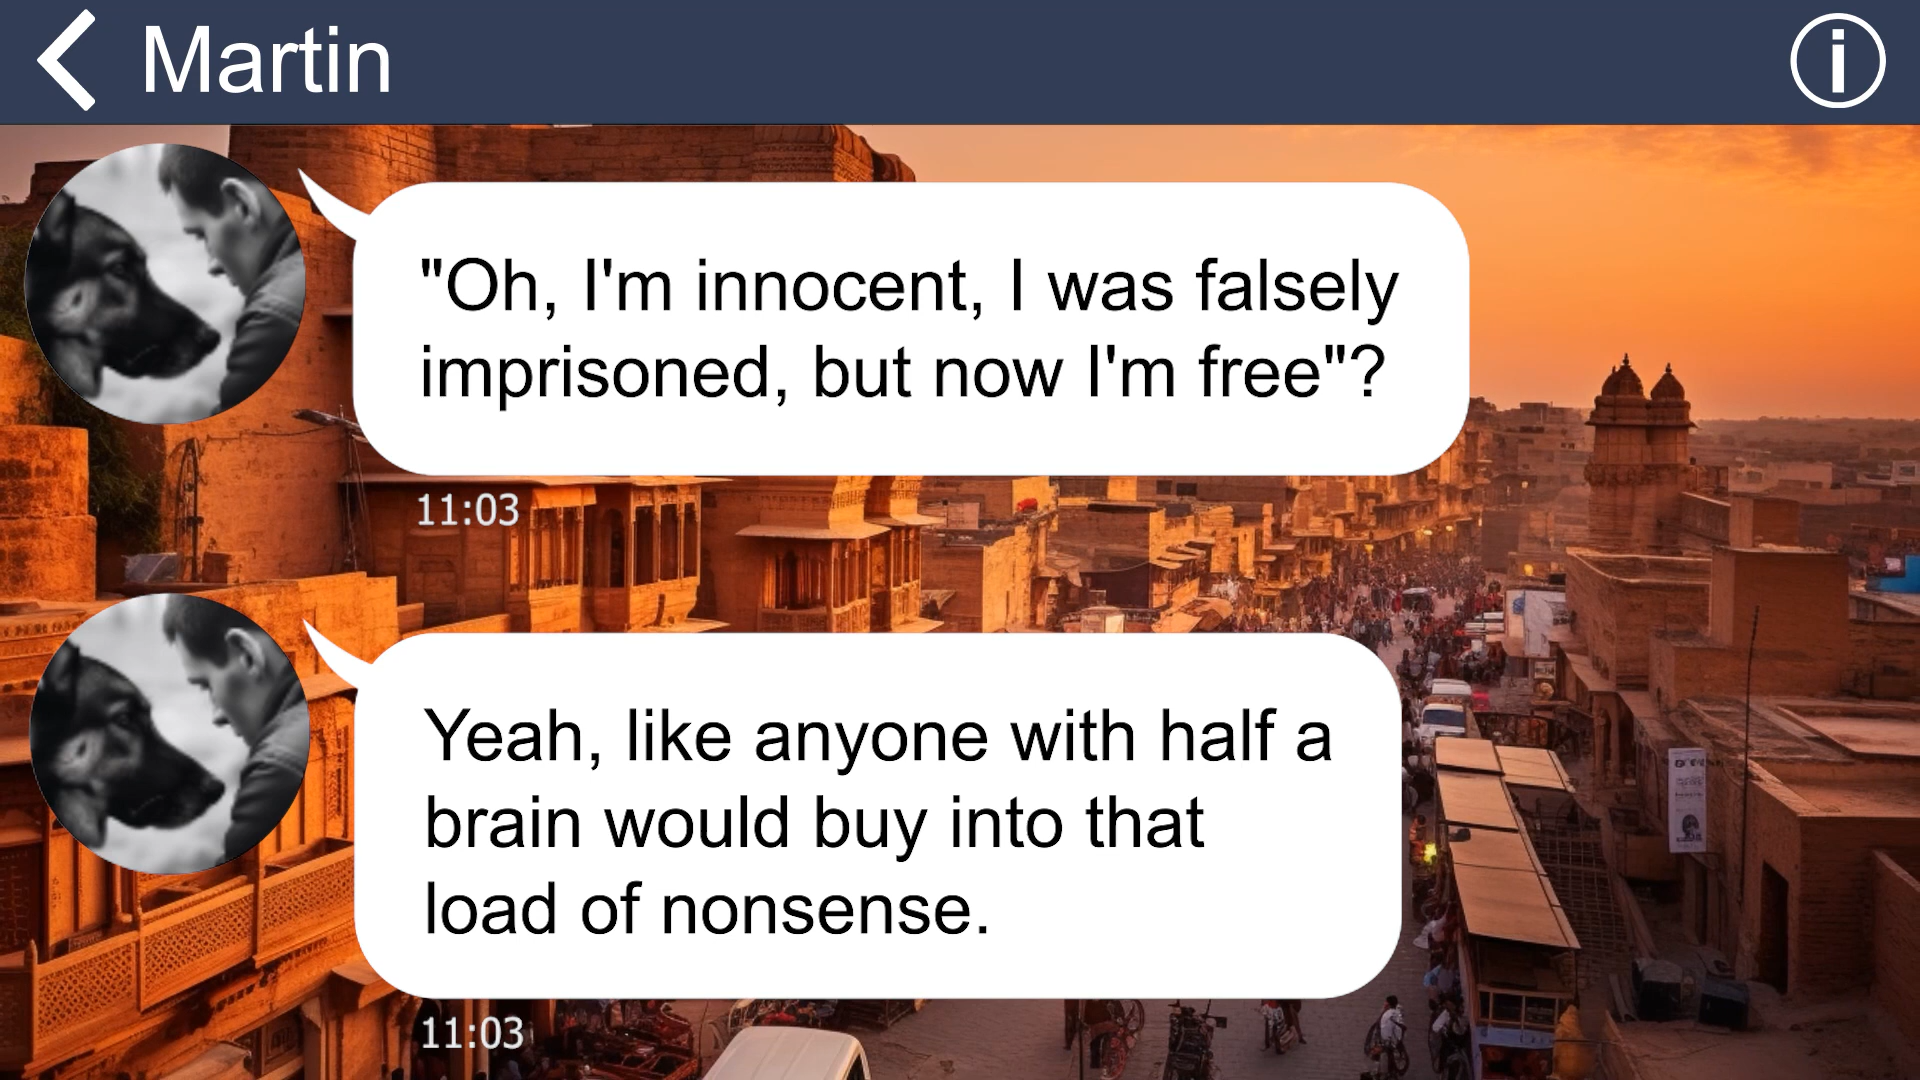 Martin
"Oh, I'm innocent, I was falsely
imprisoned, but now I'm free"?
11:03
Yeah, like anyone with half a
brain would buy into that
load of nonsense.
11:03